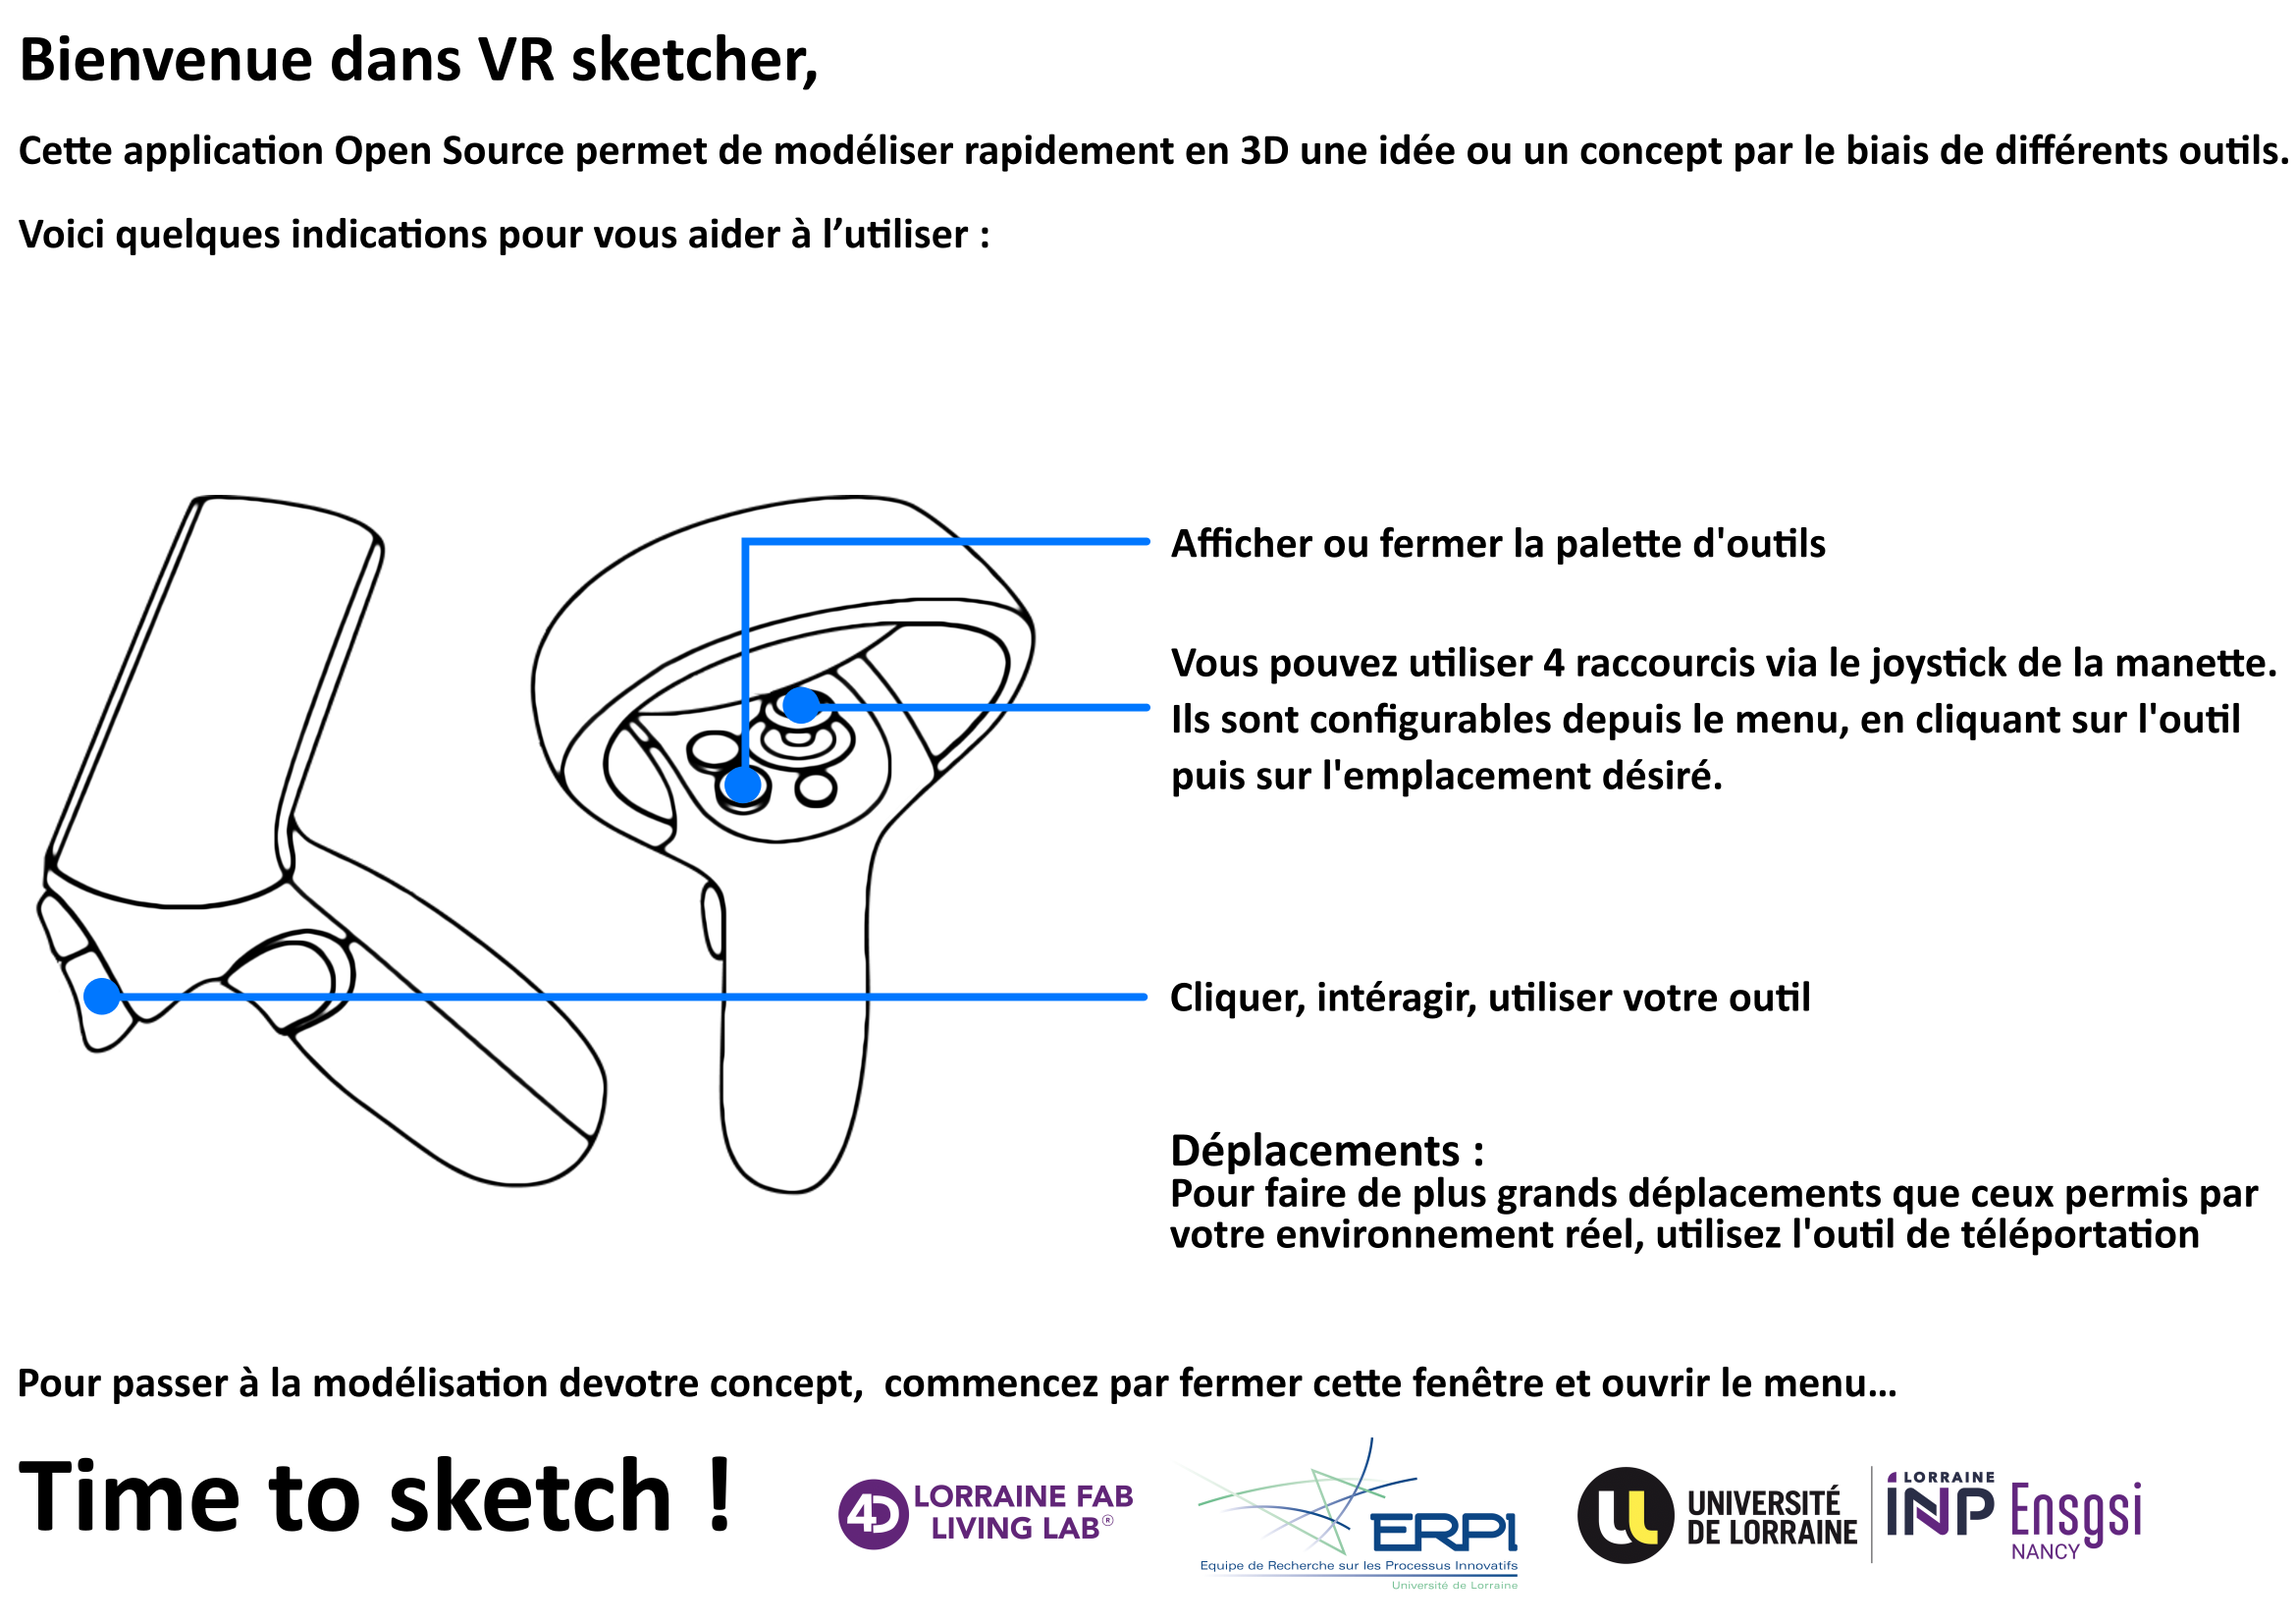 Bienvenue dans VR sketcher,
Cette application Open Source permet de modéliser rapidement en 3D une idée ou un concept par le biais de différents outils.
Voici quelques indications pour vous aider à l’utiliser :
Afficher ou fermer la palette d'outils
Vous pouvez utiliser 4 raccourcis via le joystick de la manette.
Ils sont configurables depuis le menu, en cliquant sur l'outil
puis sur l'emplacement désiré.
Cliquer, intéragir, utiliser votre outil
Déplacements :
Pour faire de plus grands déplacements que ceux permis par
votre environnement réel, utilisez l'outil de téléportation
Pour passer à la modélisation devotre concept,  commencez par fermer cette fenêtre et ouvrir le menu...
Time to sketch !
4D LORRAINE FAB
LIVING LAB®
ERPI
Equipe de Recherche sur les Processus Innovatifs
Université de Lorraine
UNIVERSITÉ
DE LORRAINE
LORRAINE
INP
Ensgsi
NANCY